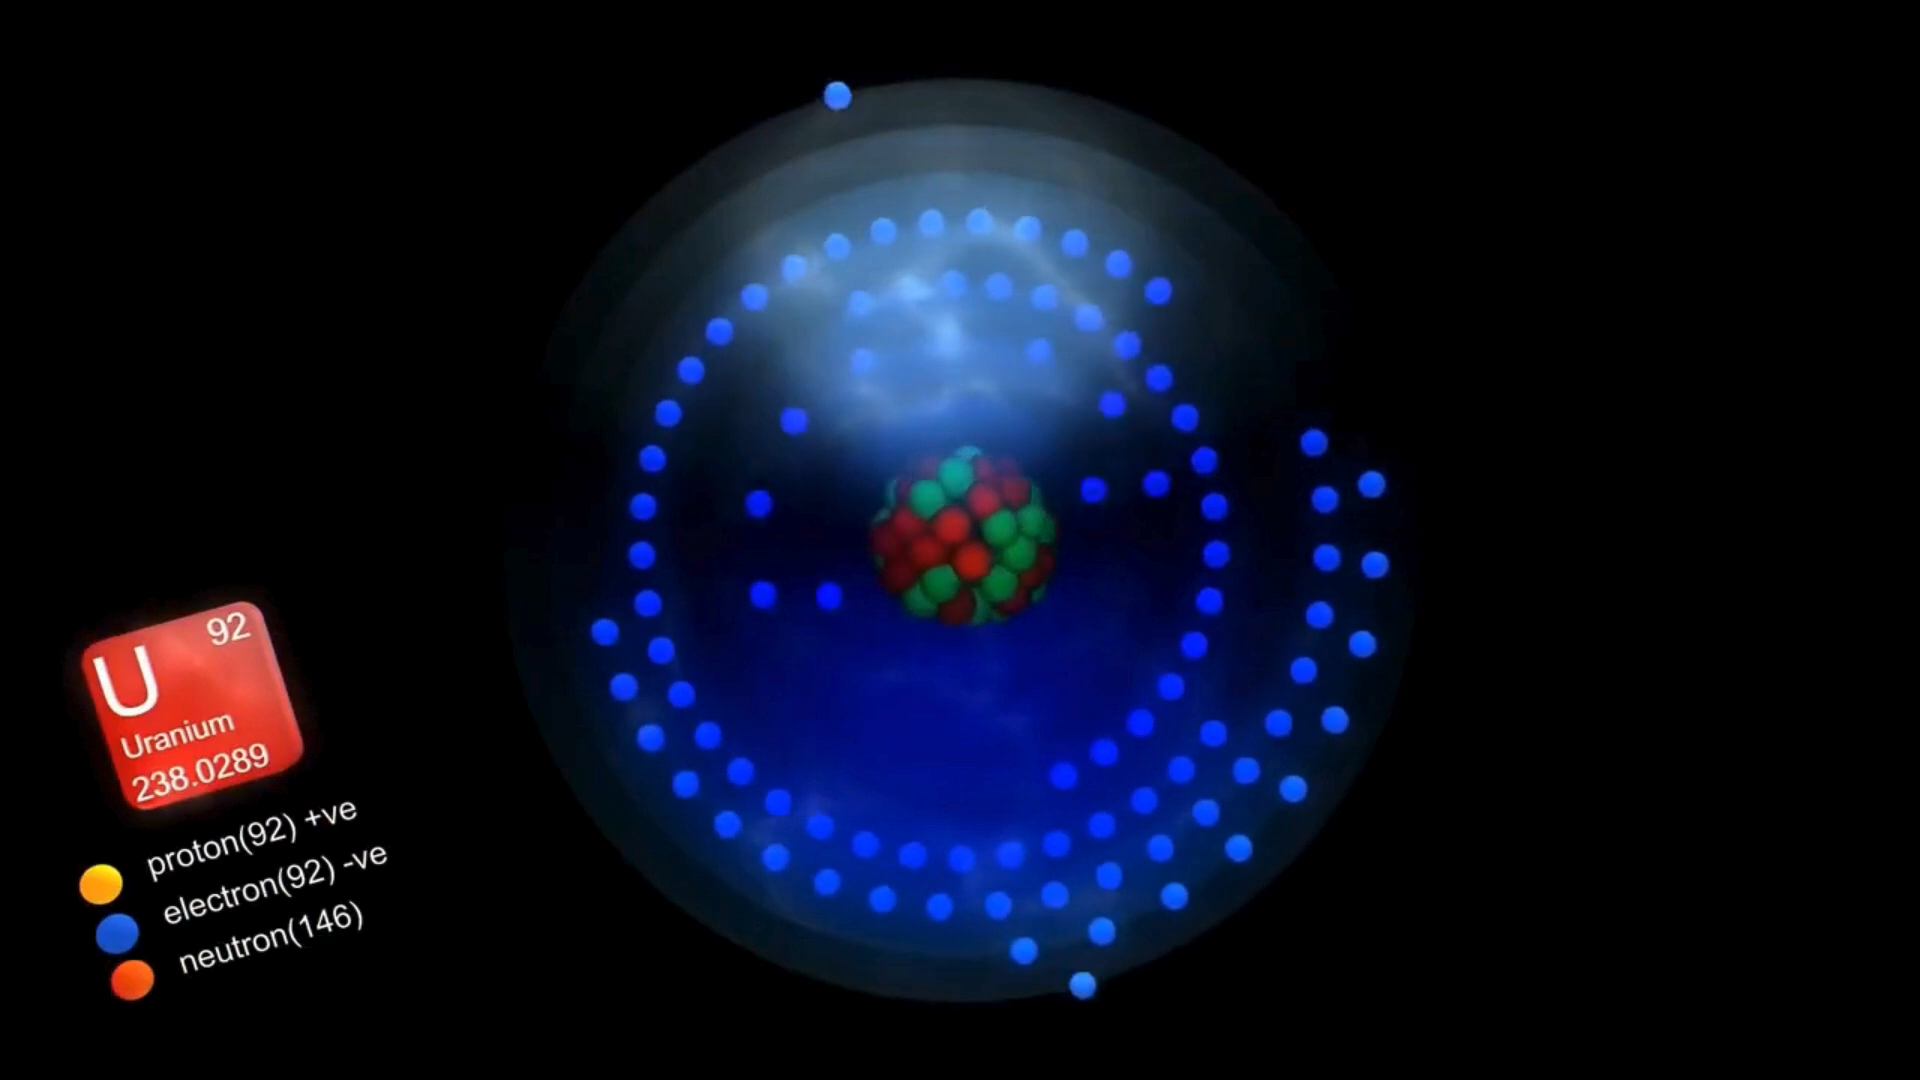 92
U
Uranium
238.0289
proton(92) +ve
electron(92) -ve
neutron(146)